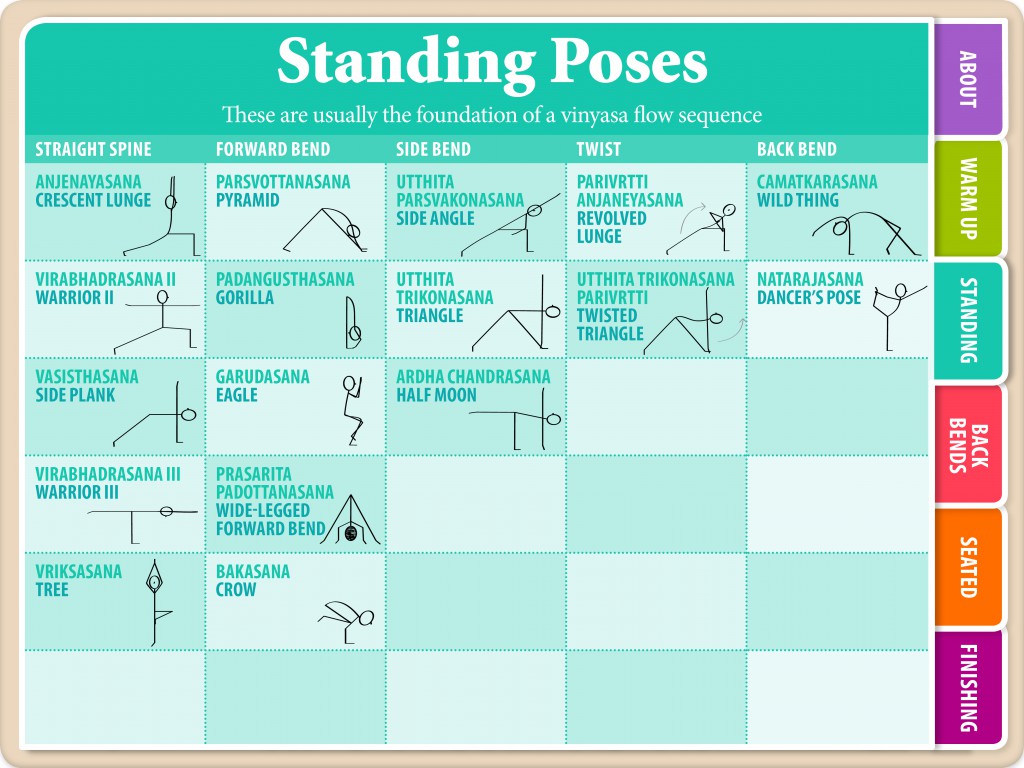 Standing Poses
These are usually the foundation of a vinyasa flow sequence
STRAIGHT SPINE
FORWARD BEND
SIDE BEND
TWIST
BACK BEND
ANJENAYASANA
CRESCENT LUNGE
PARSVOTTANASANA
PYRAMID
UTTHITA
PARSVAKONASANA
SIDE ANGLE
PARIVRTTI
ANJANEYASANA
REVOLVED
LUNGE
CAMATKARASANA
WILD THING
VIRABHADRASANA II
WARRIOR II
PADANGUSTHASANA
GORILLA
UTTHITA
TRIKONASANA
TRIANGLE
UTTHITA TRIKONASANA
PARIVRTTI
TWISTED
TRIANGLE
NATARAJASANA
DANCER'S POSE
VASISTHASANA
SIDE PLANK
GARUDASANA
EAGLE
ARDHA CHANDRASANA
HALF MOON
VIRABHADRASANA III
WARRIOR III
PRASARITA
PADOTTANASANA
WIDE-LEGGED
FORWARD BEND
VRIKSASANA
TREE
BAKASANA
CROW
ABOUT
WARM UP
STANDING
BACK
BENDS
SEATED
FINISHING